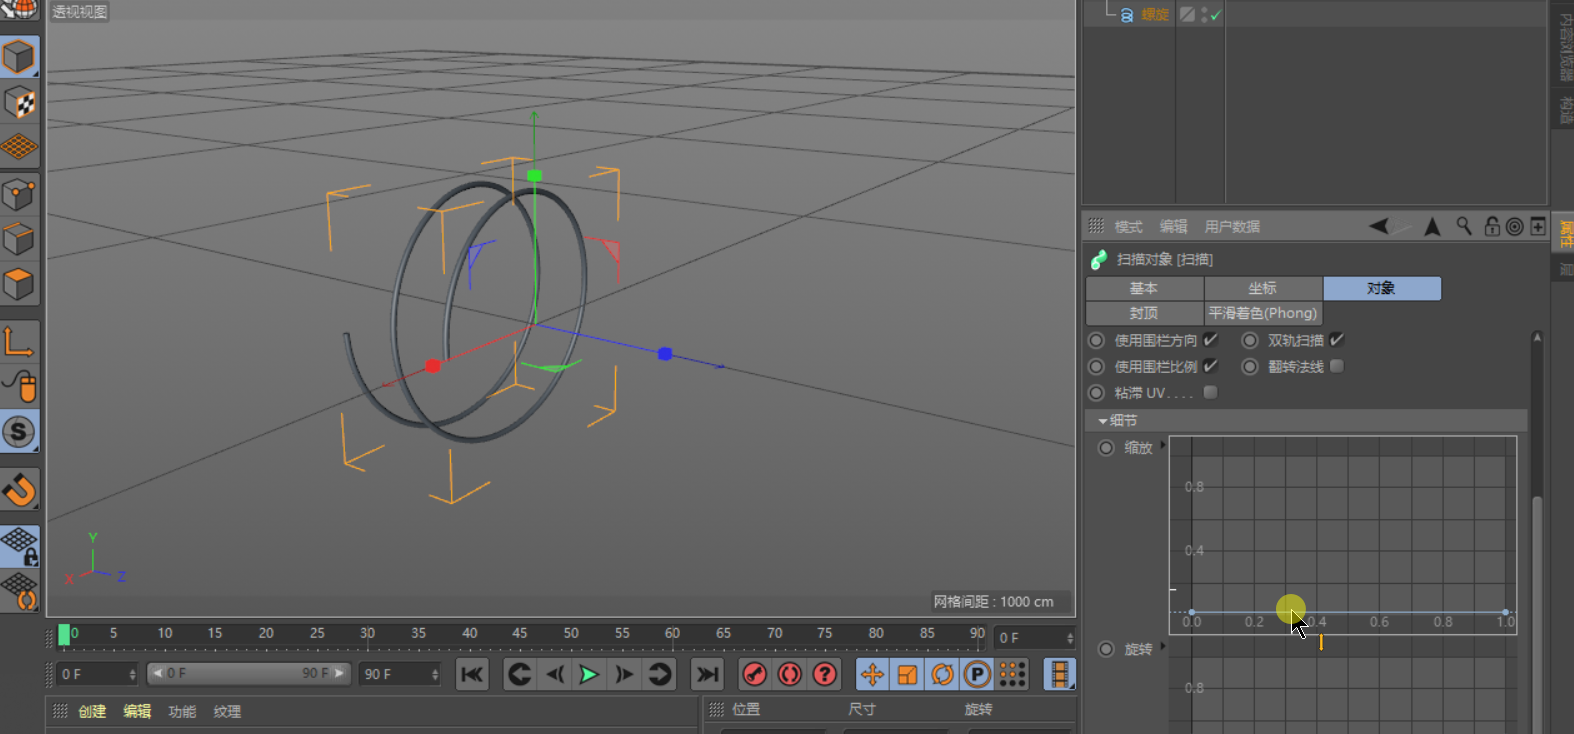 透视视图
螺旋
内容浏览器
构造
模式 编辑 用户数据
属性
层
扫描对象 [扫描]
基本 坐标 对象
封顶 平滑着色(Phong)
使用围栏方向 双轨扫描
使用围栏比例 翻转法线
粘滞 UV....
细节
缩放
0.8
0.4
0.0 0.2 0.4 0.6 0.8 1.0
旋转
0.8
Y
X Z
网格间距 : 1000 cm
0 5 10 15 20 25 30 35 40 45 50 55 60 65 70 75 80 85 90 0 F
0 F 0 F 90 F 90 F
P
S
创建 编辑 功能 纹理
位置 尺寸 旋转